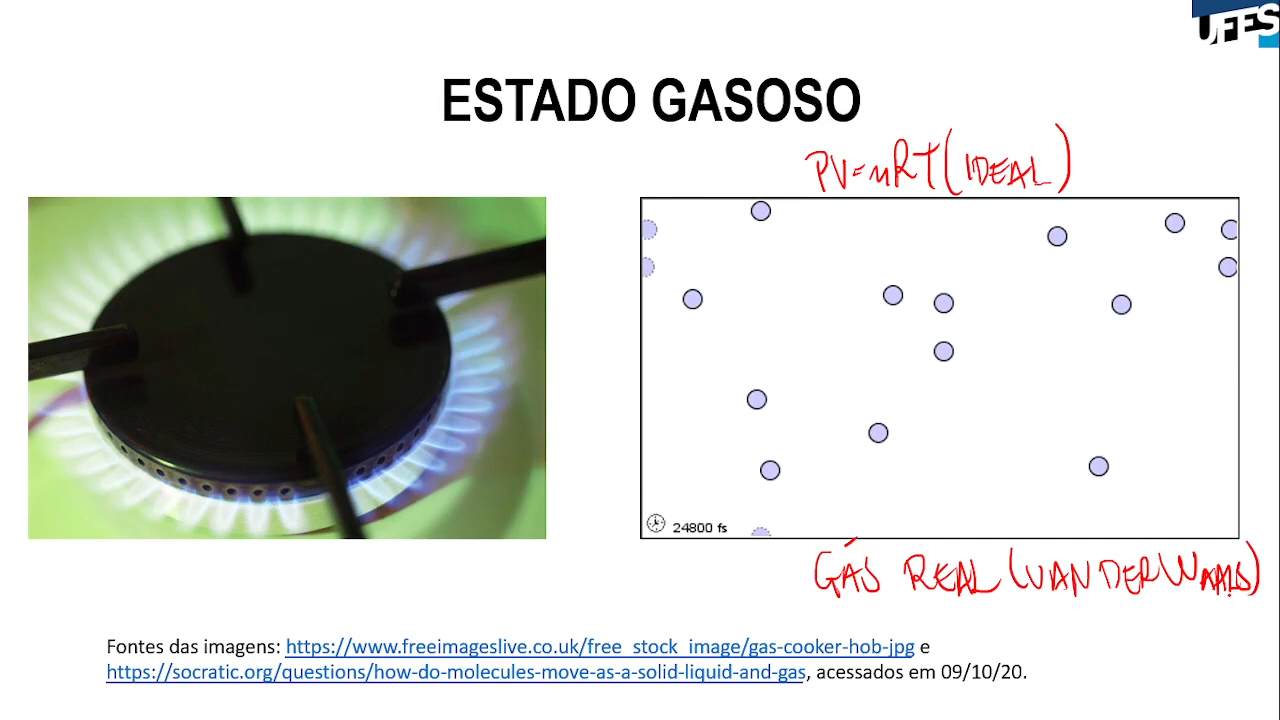 UFES
ESTADO GASOSO
PV=nRT (IDEAL)
24800 fs
GÁS REAL (VAN DER WAALS)
Fontes das imagens: https://www.freeimageslive.co.uk/free_stock_image/gas-cooker-hob-jpg e
https://socratic.org/questions/how-do-molecules-move-as-a-solid-liquid-and-gas, acessados em 09/10/20.